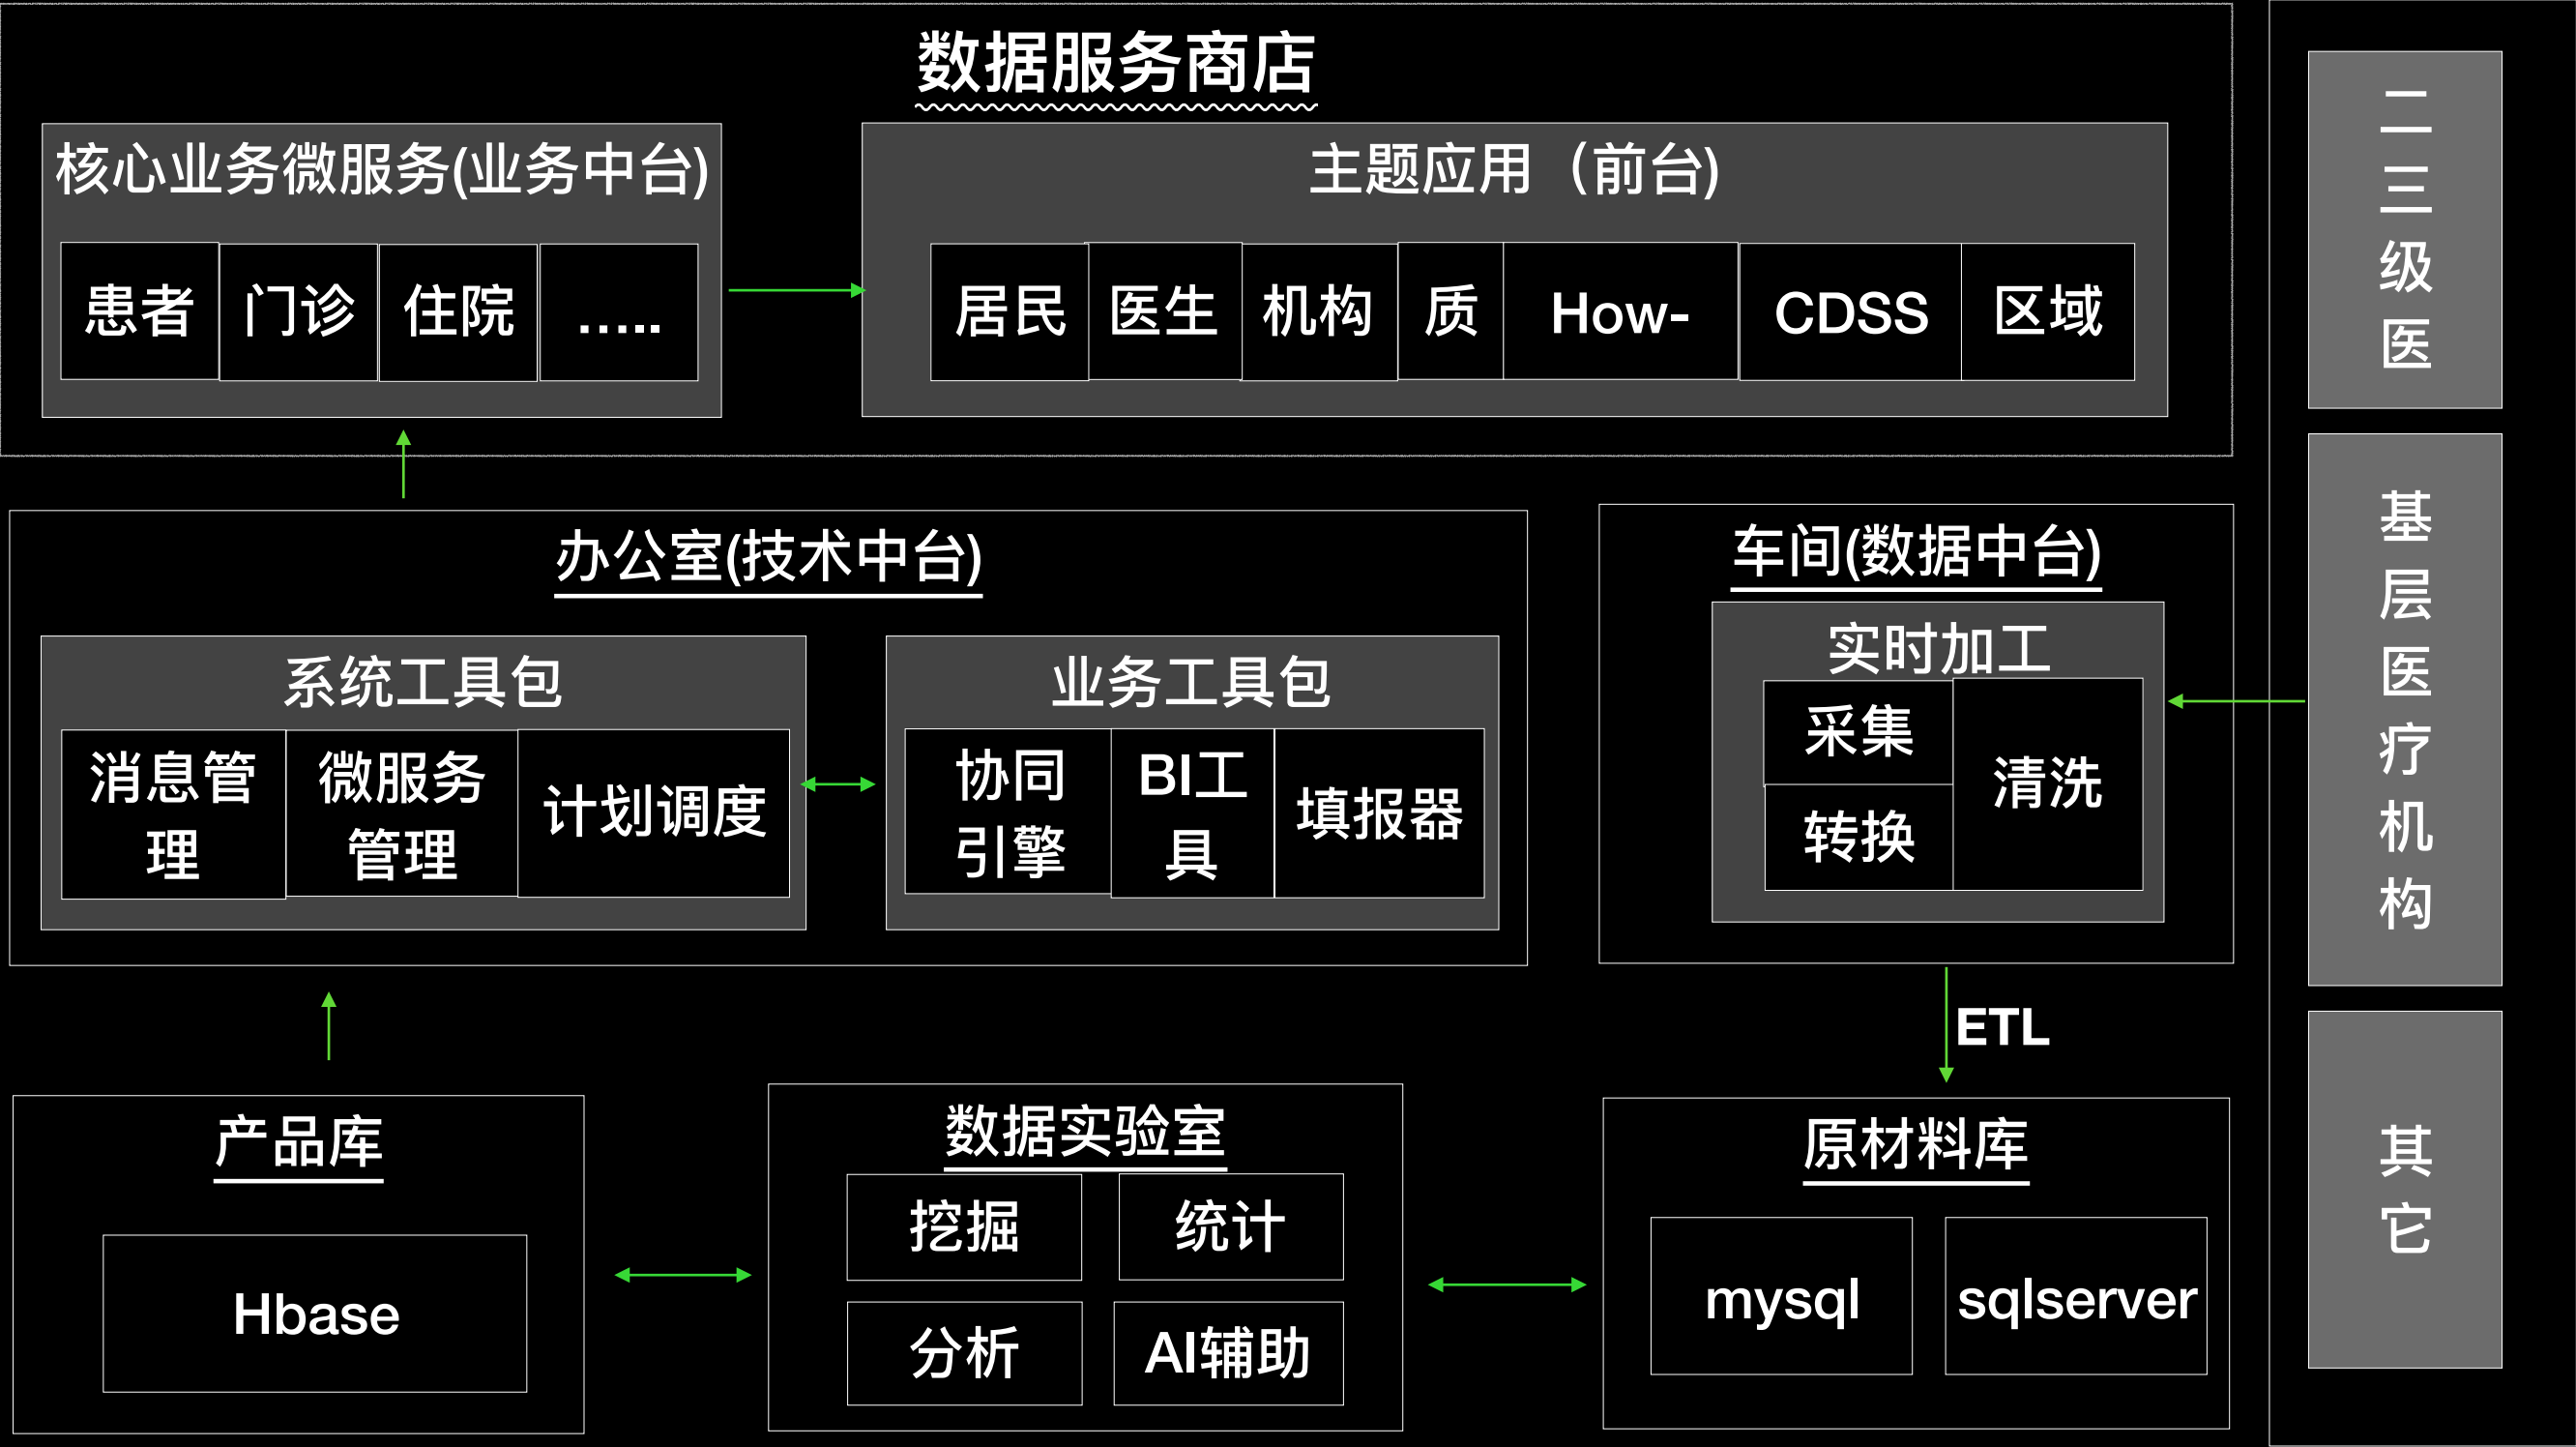 数据服务商店
核心业务微服务(业务中台)
患者
门诊
住院
.....
主题应用（前台)
居民
医生
机构
质
How-
CDSS
区域
办公室(技术中台)
系统工具包
消息管
理
微服务
管理
计划调度
业务工具包
协同
引擎
BI工
具
填报器
车间(数据中台)
实时加工
采集
转换
清洗
ETL
产品库
Hbase
数据实验室
挖掘
统计
分析
AI辅助
原材料库
mysql
sqlserver
二
三
级
医
基
层
医
疗
机
构
其
它